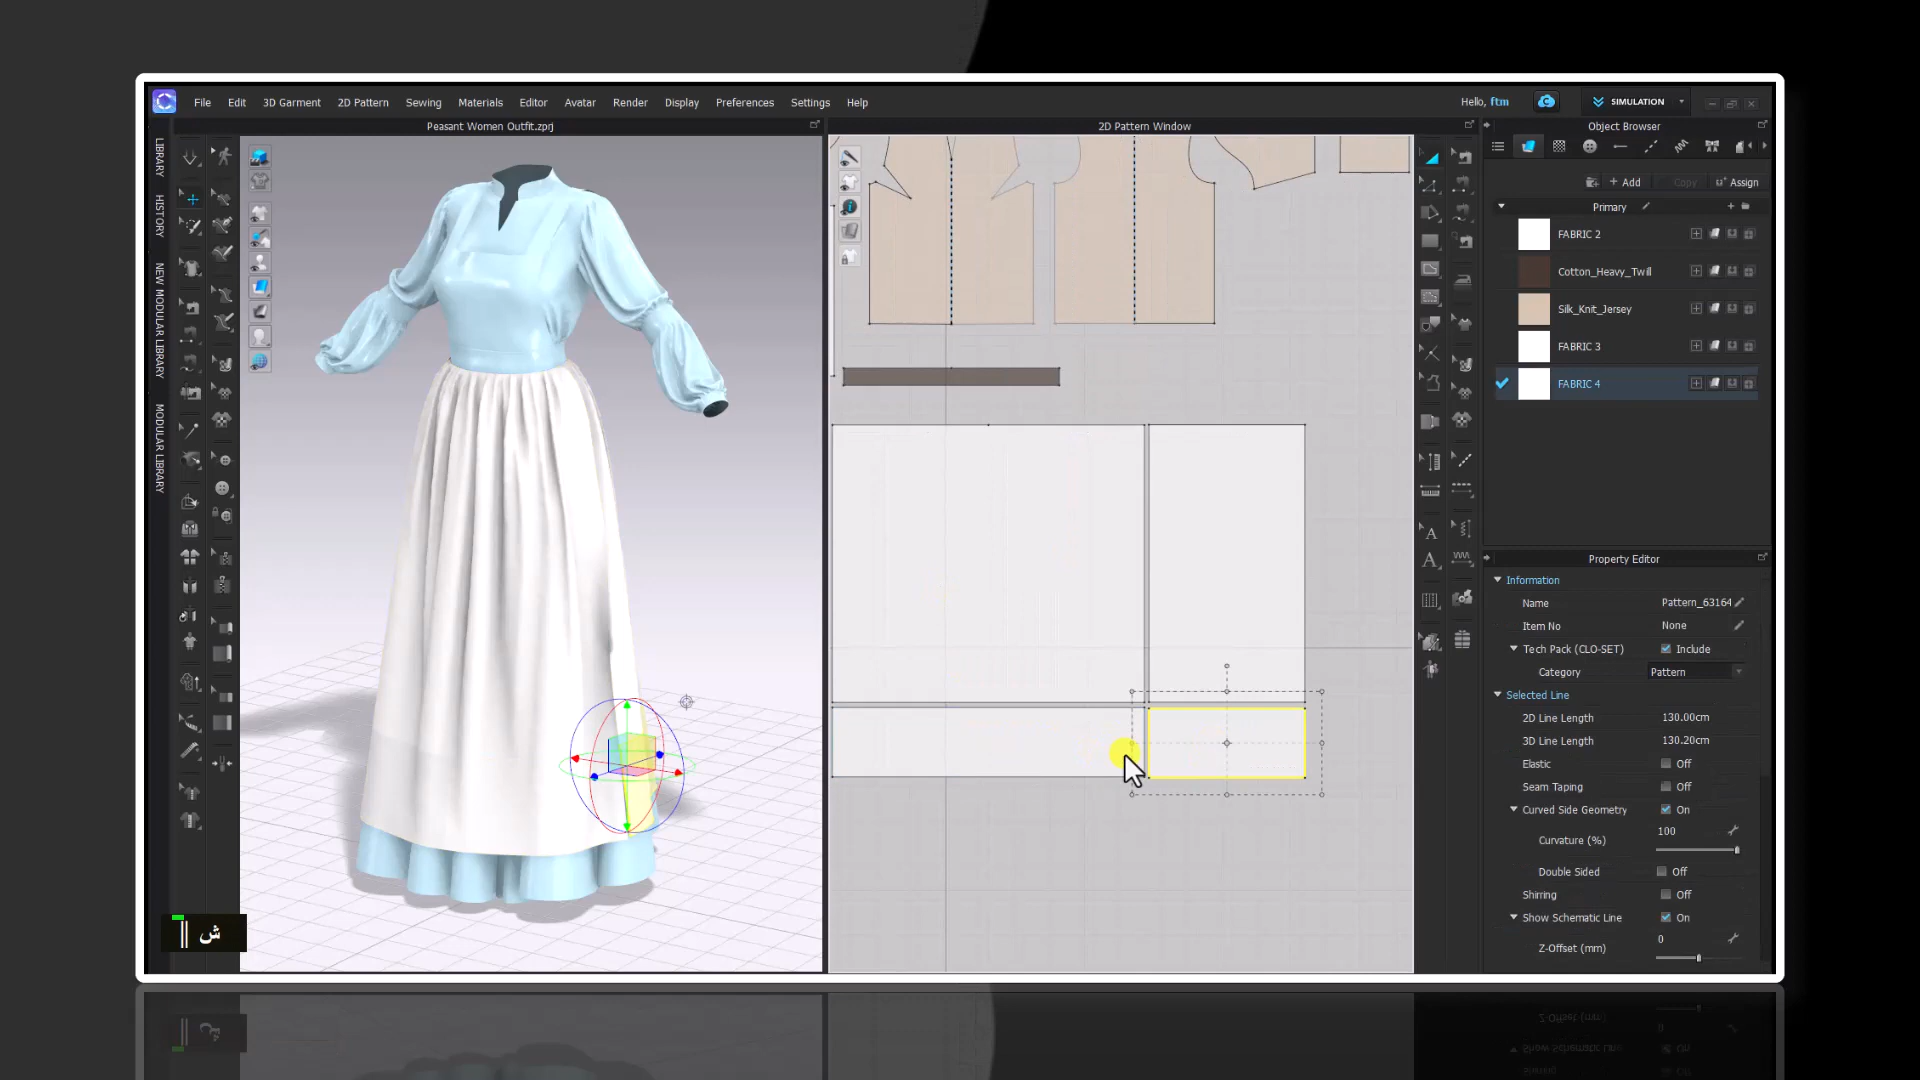 File Edit 3D Garment 2D Pattern Sewing Materials Editor Avatar Render Display Preferences Settings Help
Hello, ftm
SIMULATION
Peasant Women Outfit.zprj
2D Pattern Window
Object Browser
LIBRARY
HISTORY
NEW MODULAR LIBRARY
MODULAR LIBRARY
+ Add Copy Assign
Primary
FABRIC 2
Cotton_Heavy_Twill
Silk_Knit_Jersey
FABRIC 3
FABRIC 4
Property Editor
Information
Name Pattern_63164
Item No None
Tech Pack (CLO-SET) Include
Category Pattern
Selected Line
2D Line Length 130.00cm
3D Line Length 130.20cm
Elastic Off
Seam Taping Off
Curved Side Geometry On
Curvature (%) 100
Double Sided Off
Shirring Off
Show Schematic Line On
Z-Offset (mm) 0
ش